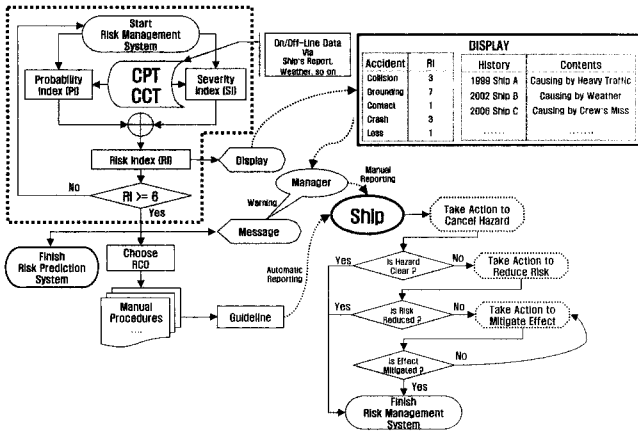 Start
Risk Management
System
Probability
Index (PI)
CPT
CCT
Severity
Index (SI)
Risk Index (RI)
No
RI >= 6
Yes
Display
Message
Finish
Risk Prediction
System
Choose
RCO
Manual
Procedures
....
Guideline
On/Off-Line Data
Via
Ship's Report,
Weather, so on
DISPLAY
Accident RI
Collision 3
Grounding 7
Contact 1
Crash 3
Loss 1
History Contents
1999 Ship A Causing by Heavy Traffic
2002 Ship B Causing by Weather
2006 Ship C Causing by Crew's Miss
...... ......
Manager
Warning
Manual
Reporting
Ship
Automatic
Reporting
Take Action to
Cancel Hazard
Yes
Is Hazard
Clear ?
No
Take Action to
Reduce Risk
Yes
Is Risk
Reduced ?
No
Take Action to
Mitigate Effect
Is Effect
Mitigated ?
No
Yes
Finish
Risk Management
System